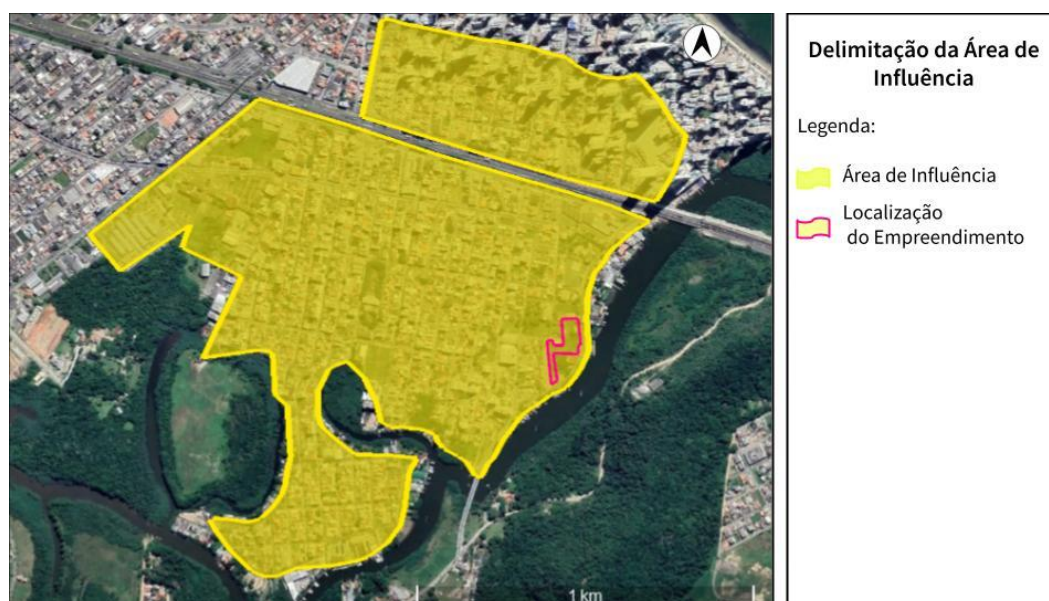 Delimitação da Área de
Influência
Legenda:
Área de Influência
Localização
do Empreendimento
1 km